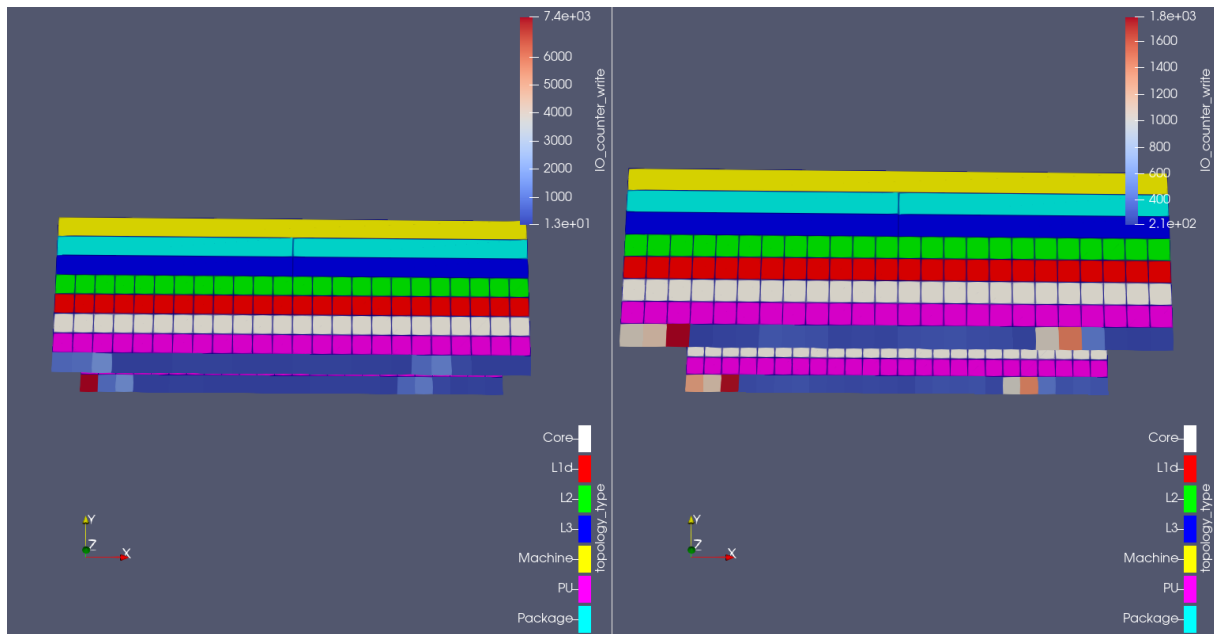 7.4e+03
6000
5000
4000
3000
2000
1000
1.3e+01
IO_counter_write
Core
L1d
L2
L3
Machine
PU
Package
topology_type
Y
Z
X
1.8e+03
1600
1400
1200
1000
800
600
400
2.1e+02
IO_counter_write
Core
L1d
L2
L3
Machine
PU
Package
topology_type
Y
Z
X